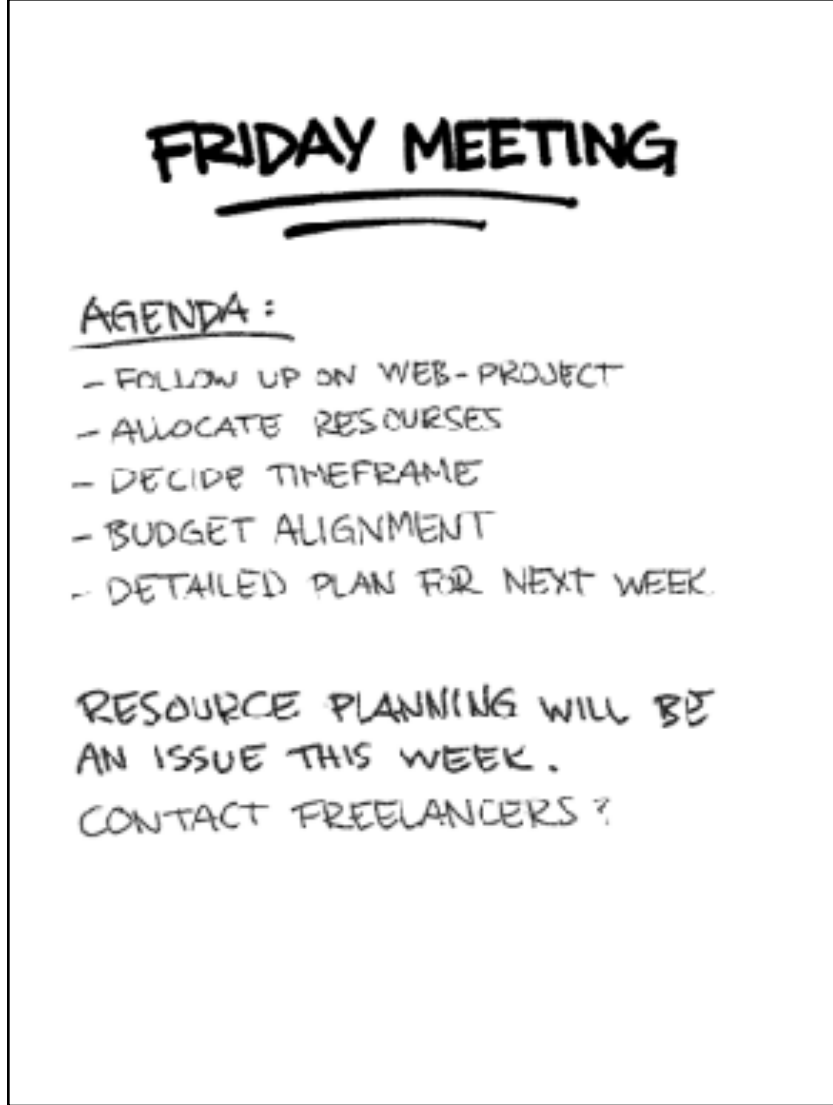 FRIDAY MEETING
AGENDA:
- FOLLOW UP ON WEB-PROJECT
- ALLOCATE RESOURSES
- DECIDE TIMEFRAME
- BUDGET ALIGNMENT
- DETAILED PLAN FOR NEXT WEEK
RESOURCE PLANNING WILL BE
AN ISSUE THIS WEEK.
CONTACT FREELANCERS?